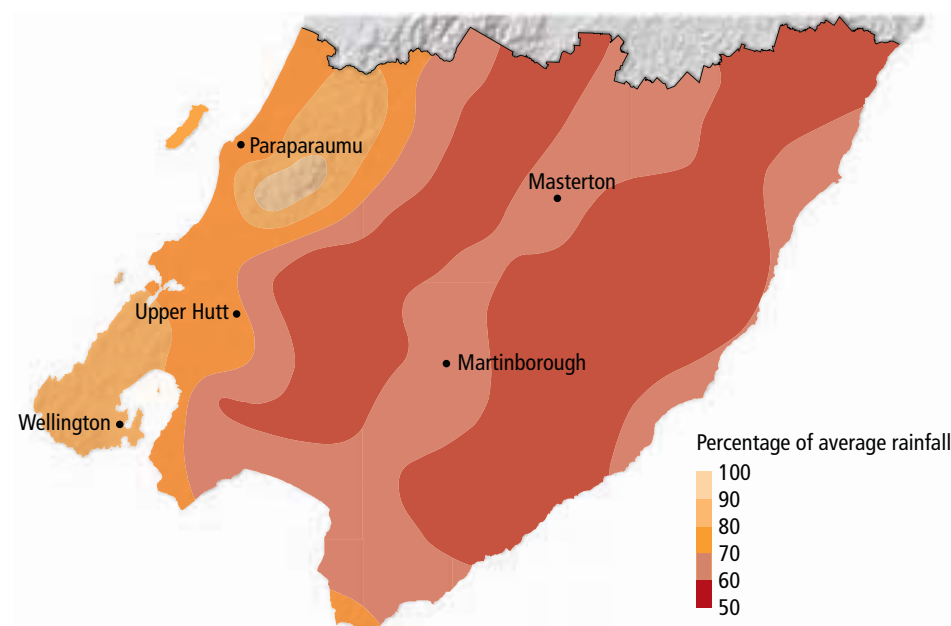 Paraparaumu
Masterton
Upper Hutt
Martinborough
Wellington
Percentage of average rainfall
100
90
80
70
60
50